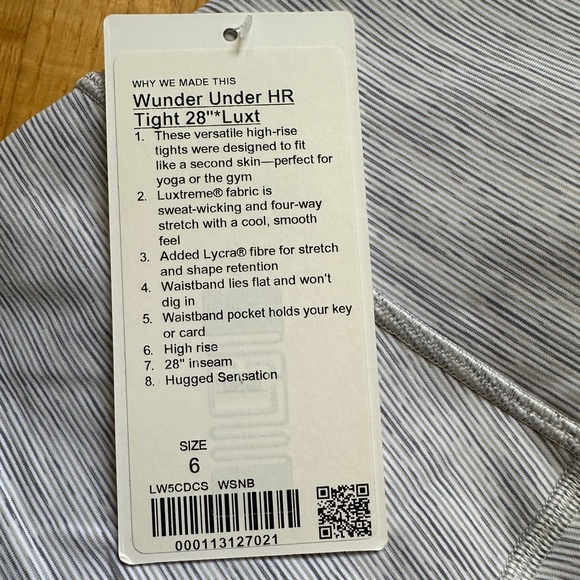 WHY WE MADE THIS
Wunder Under HR
Tight 28"*Luxt
1. These versatile high-rise
tights were designed to fit
like a second skin—perfect for
yoga or the gym
2. Luxtreme® fabric is
sweat-wicking and four-way
stretch with a cool, smooth
feel
3. Added Lycra® fibre for stretch
and shape retention
4. Waistband lies flat and won't
dig in
5. Waistband pocket holds your key
or card
6. High rise
7. 28" inseam
8. Hugged Sensation
SIZE
6
LW5CDCS WSNB
000113127021